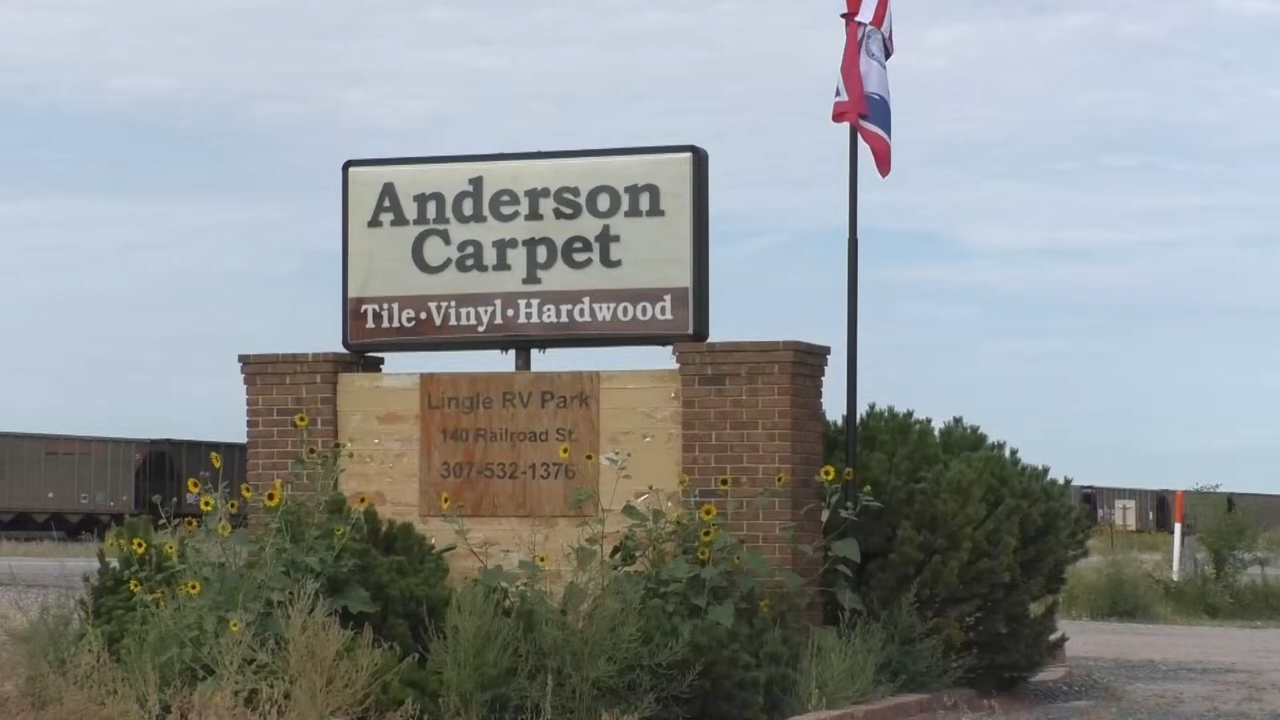 Anderson
Carpet
Tile•Vinyl•Hardwood
Lingle RV Park
140 Railroad St.
307-532-1376